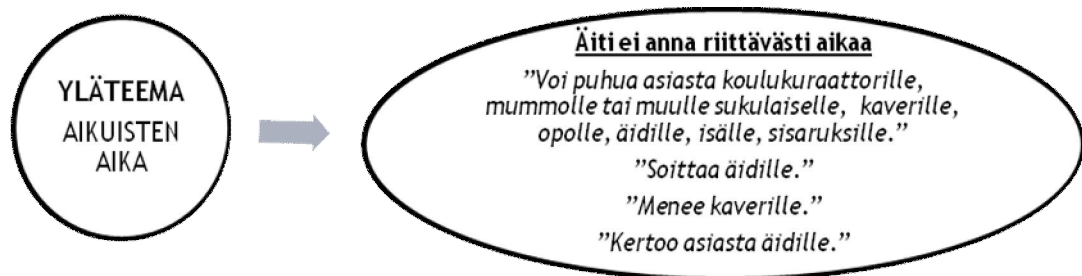 YLÄTEEMA
AIKUISTEN
AIKA
Äiti ei anna riittävästi aikaa
”Voi puhua asiasta koulukuraattorille,
mummolle tai muulle sukulaiselle, kaverille,
opolle, äidille, isälle, sisaruksille.”
”Soittaa äidille.”
”Menee kaverille.”
”Kertoo asiasta äidille.”